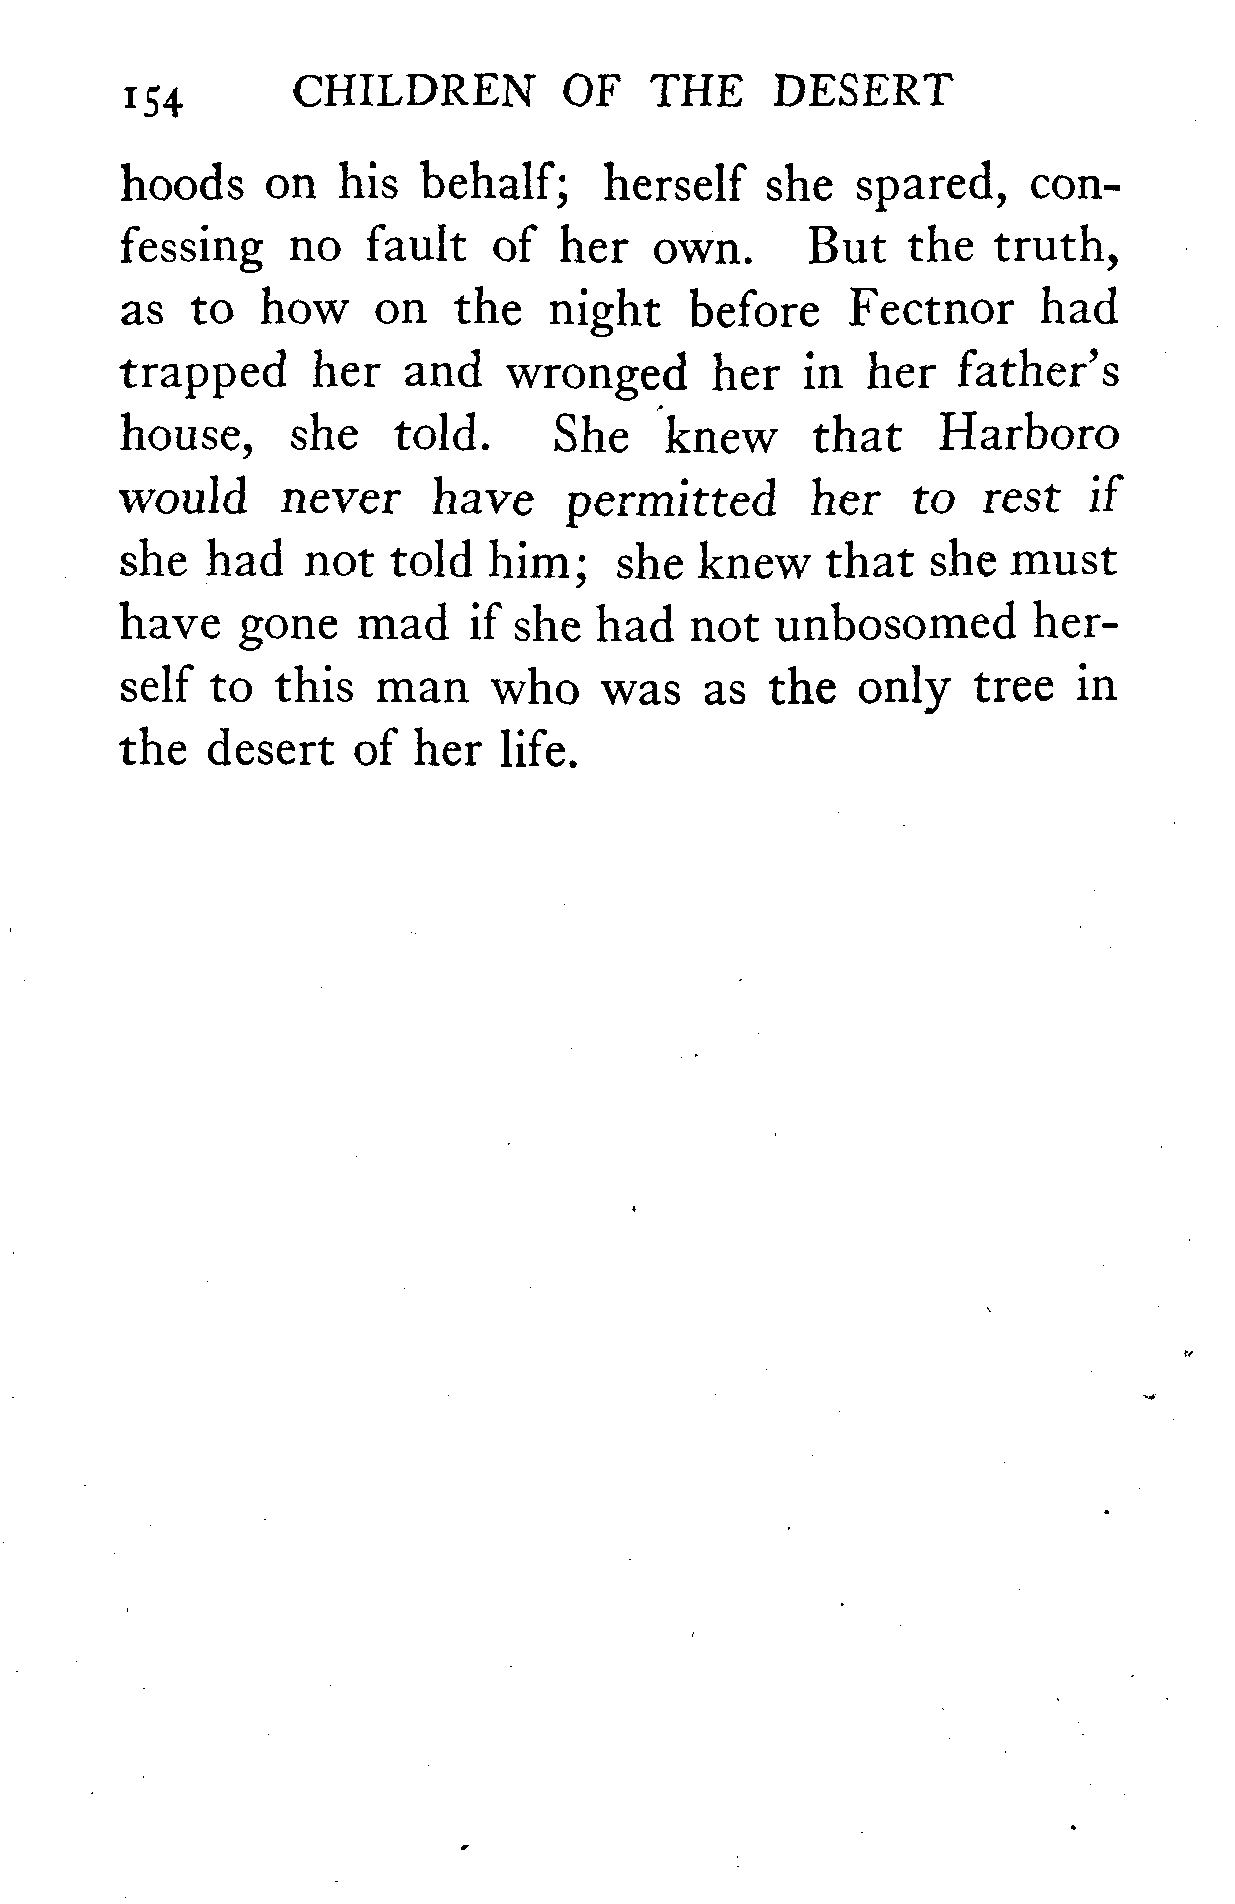 154 CHILDREN OF THE DESERT
hoods on his behalf; herself she spared, con-
fessing no fault of her own. But the truth,
as to how on the night before Fectnor had
trapped her and wronged her in her father's
house, she told. She knew that Harboro
would never have permitted her to rest if
she had not told him; she knew that she must
have gone mad if she had not unbosomed her-
self to this man who was as the only tree in
the desert of her life.